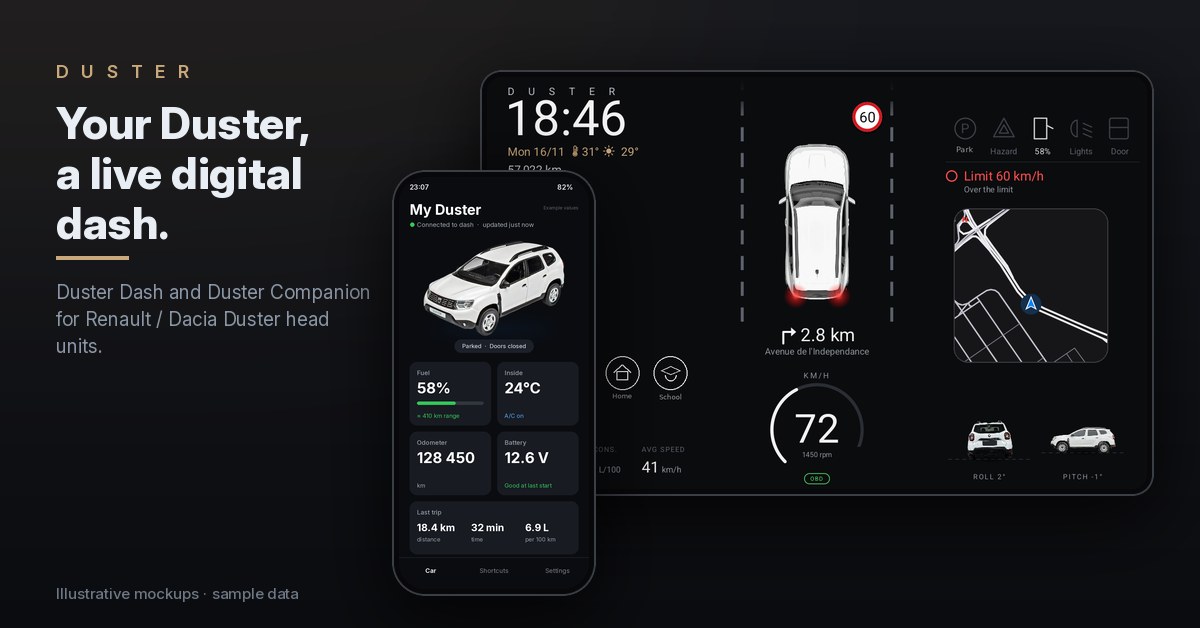 DUSTER
Your Duster,
a live digital
dash.
Duster Dash and Duster Companion
for Renault / Dacia Duster head
units.
Illustrative mockups · sample data
23:07 82%
My Duster Example values
Connected to dash · updated just now
Parked · Doors closed
Fuel
58%
≈ 410 km range
Inside
24°C
A/C on
Odometer
128 450
km
Battery
12.6 V
Good at last start
Last trip
18.4 km 32 min 6.9 L
distance time per 100 km
Car Shortcuts Settings
DUSTER
18:46
Mon 16/11 31° 29°
57 022 km
Home School
CONS. AVG SPEED
L/100 41 km/h
60
2.8 km
Avenue de l'Independance
KM/H
72
1450 rpm
OBD
P
Park Hazard 58% Lights Door
Limit 60 km/h
Over the limit
ROLL 2° PITCH -1°